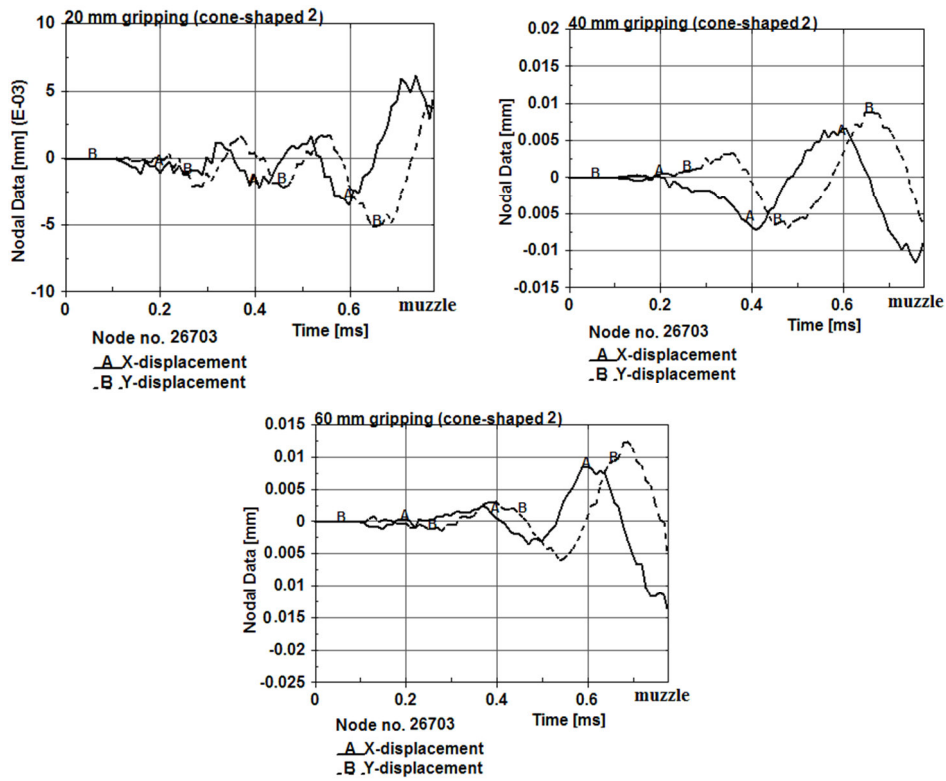 20 mm gripping (cone-shaped 2)
10
5
0
-5
-10
Nodal Data [mm] (E-03)
B
A
B
A
B
A
B
0
0.2
0.4
0.6
muzzle
Time [ms]
Node no. 26703
A X-displacement
B Y-displacement
40 mm gripping (cone-shaped 2)
0.02
0.015
0.01
0.005
0
0.005
-0.01
-0.015
Nodal Data [mm]
B
A
B
A
B
A
B
0
0.2
0.4
0.6
muzzle
Time [ms]
Node no. 26703
A X-displacement
B Y-displacement
60 mm gripping (cone-shaped 2)
0.015
0.01
0.005
0
0.005
0.01
0.015
-0.02
-0.025
Nodal Data [mm]
B
A
B
A
B
A
B
0
0.2
0.4
0.6
muzzle
Time [ms]
Node no. 26703
A X-displacement
B Y-displacement